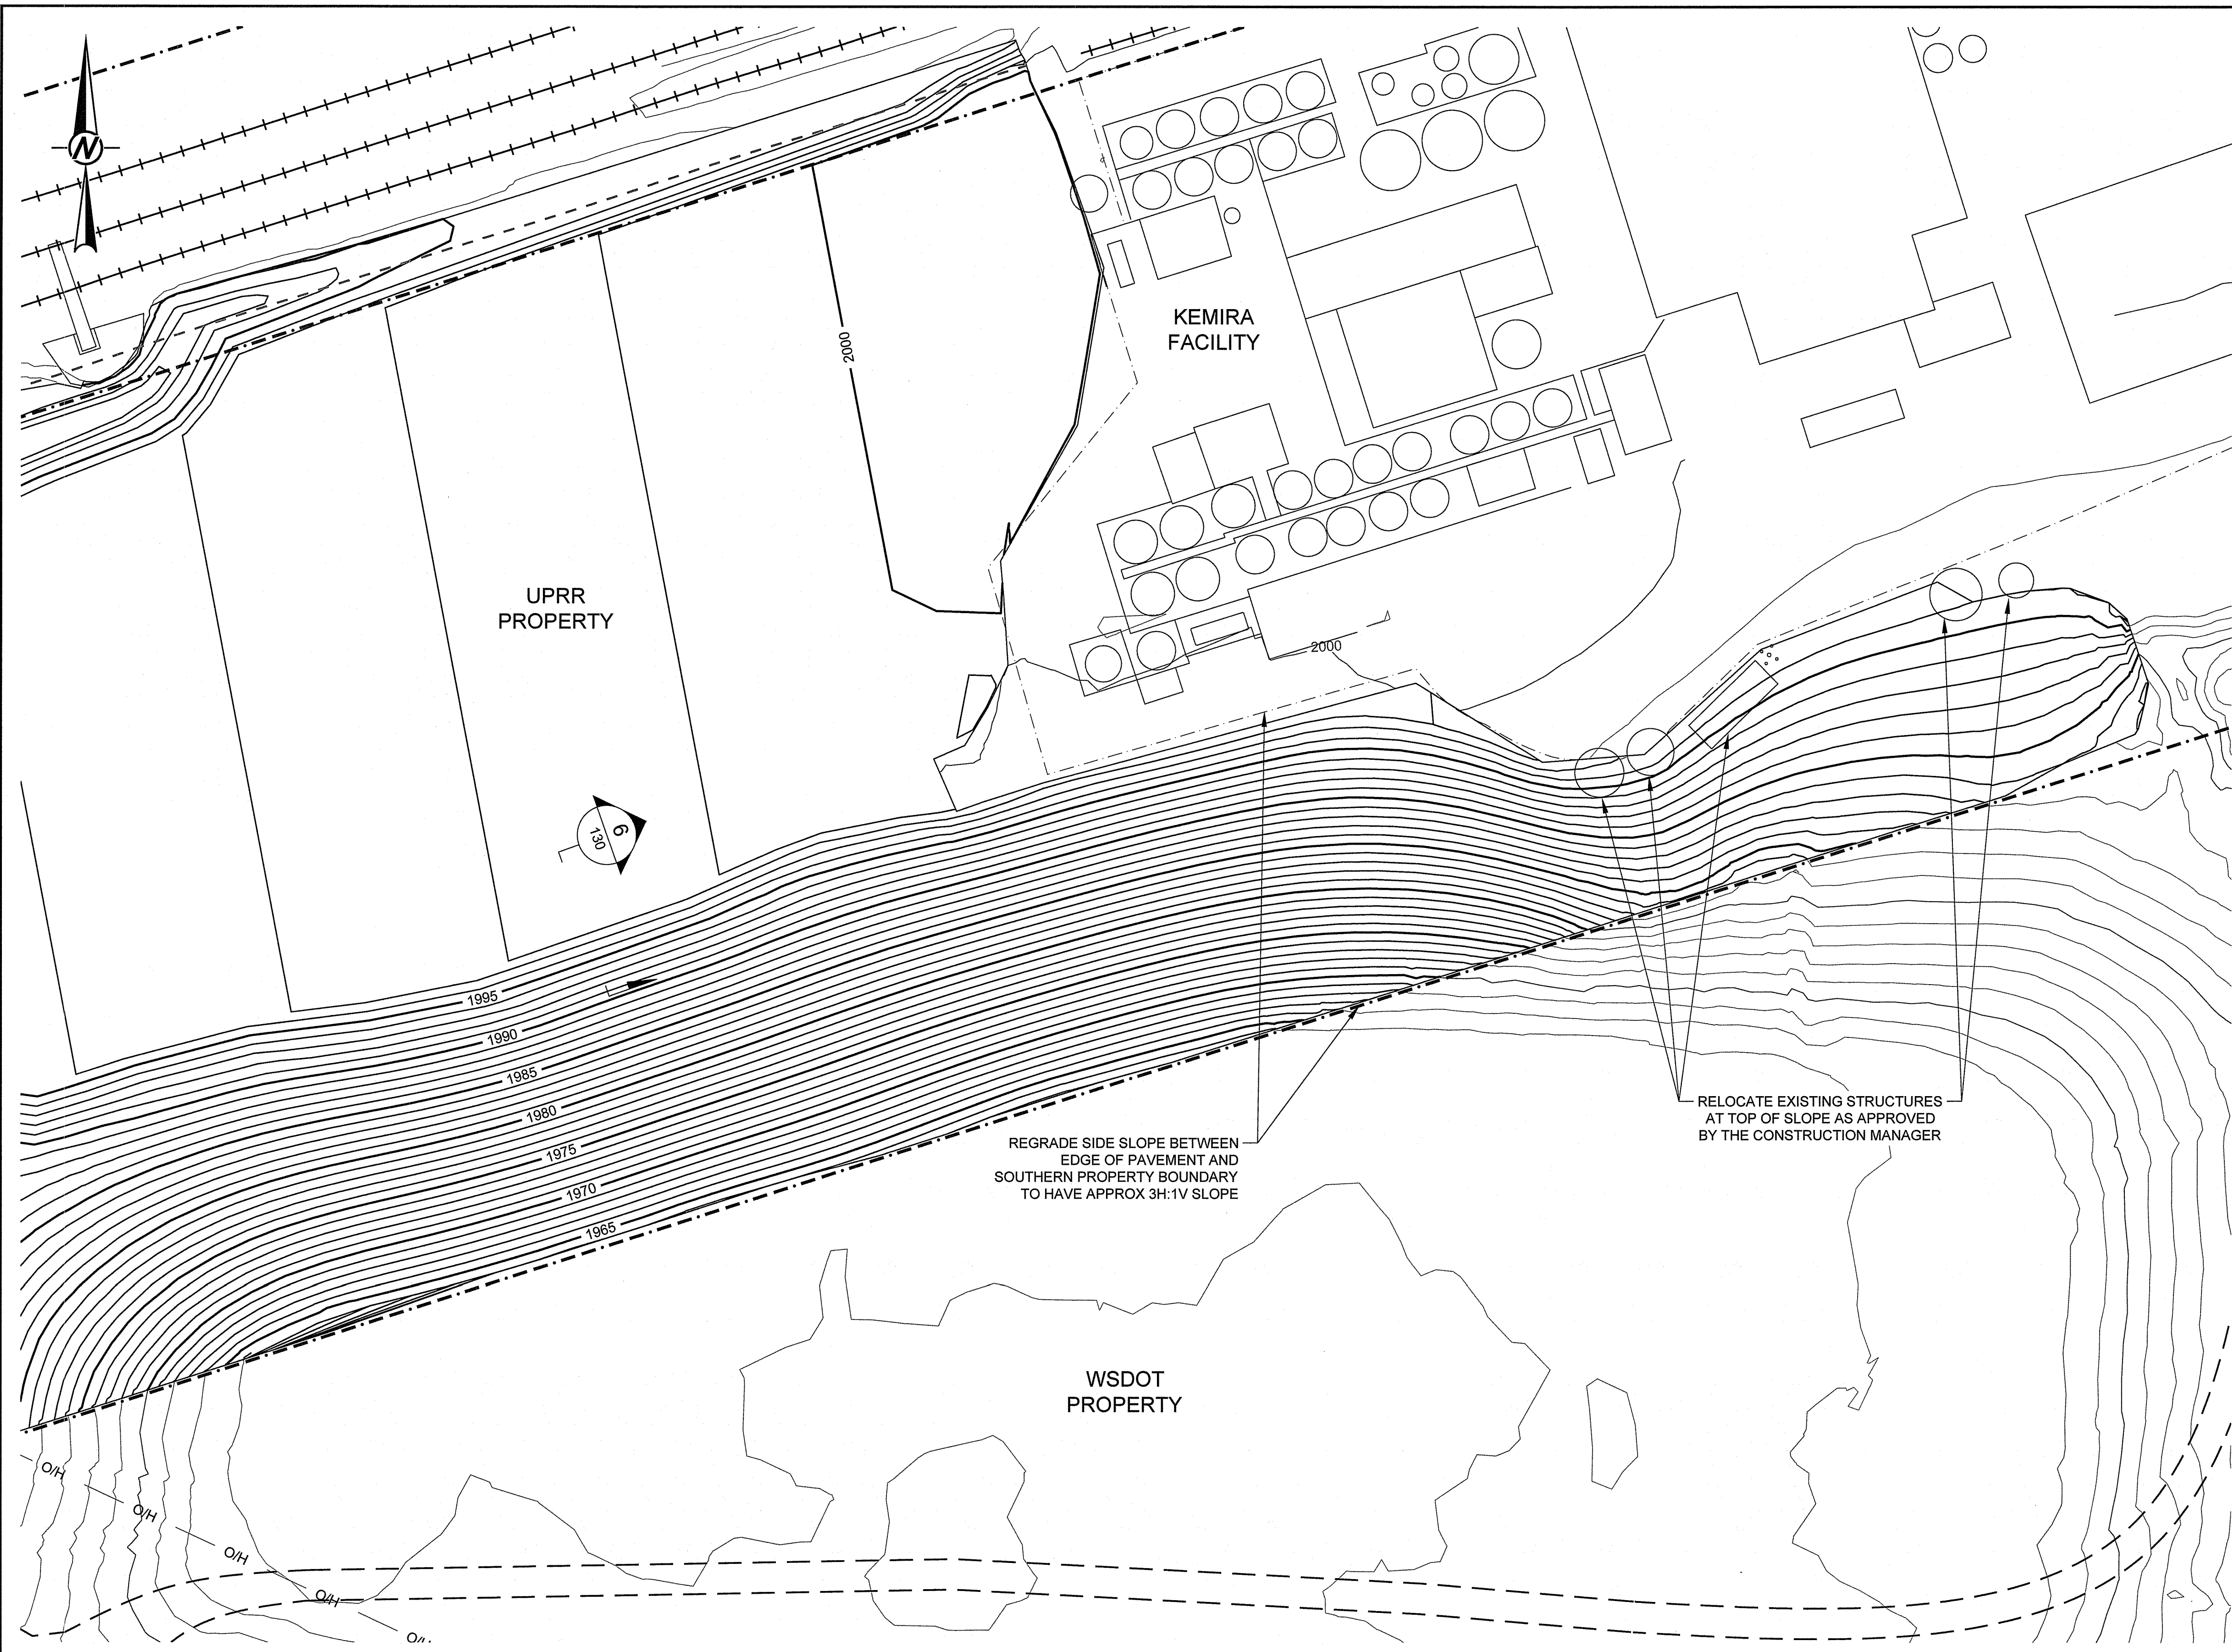 N
2000
KEMIRA
FACILITY
UPRR
PROPERTY
2000
6
130
1995
1990
1985
1980
1975
1970
1965
REGRADE SIDE SLOPE BETWEEN
EDGE OF PAVEMENT AND
SOUTHERN PROPERTY BOUNDARY
TO HAVE APPROX 3H:1V SLOPE
RELOCATE EXISTING STRUCTURES
AT TOP OF SLOPE AS APPROVED
BY THE CONSTRUCTION MANAGER
WSDOT
PROPERTY
O/H
O/H
O/H
O/H